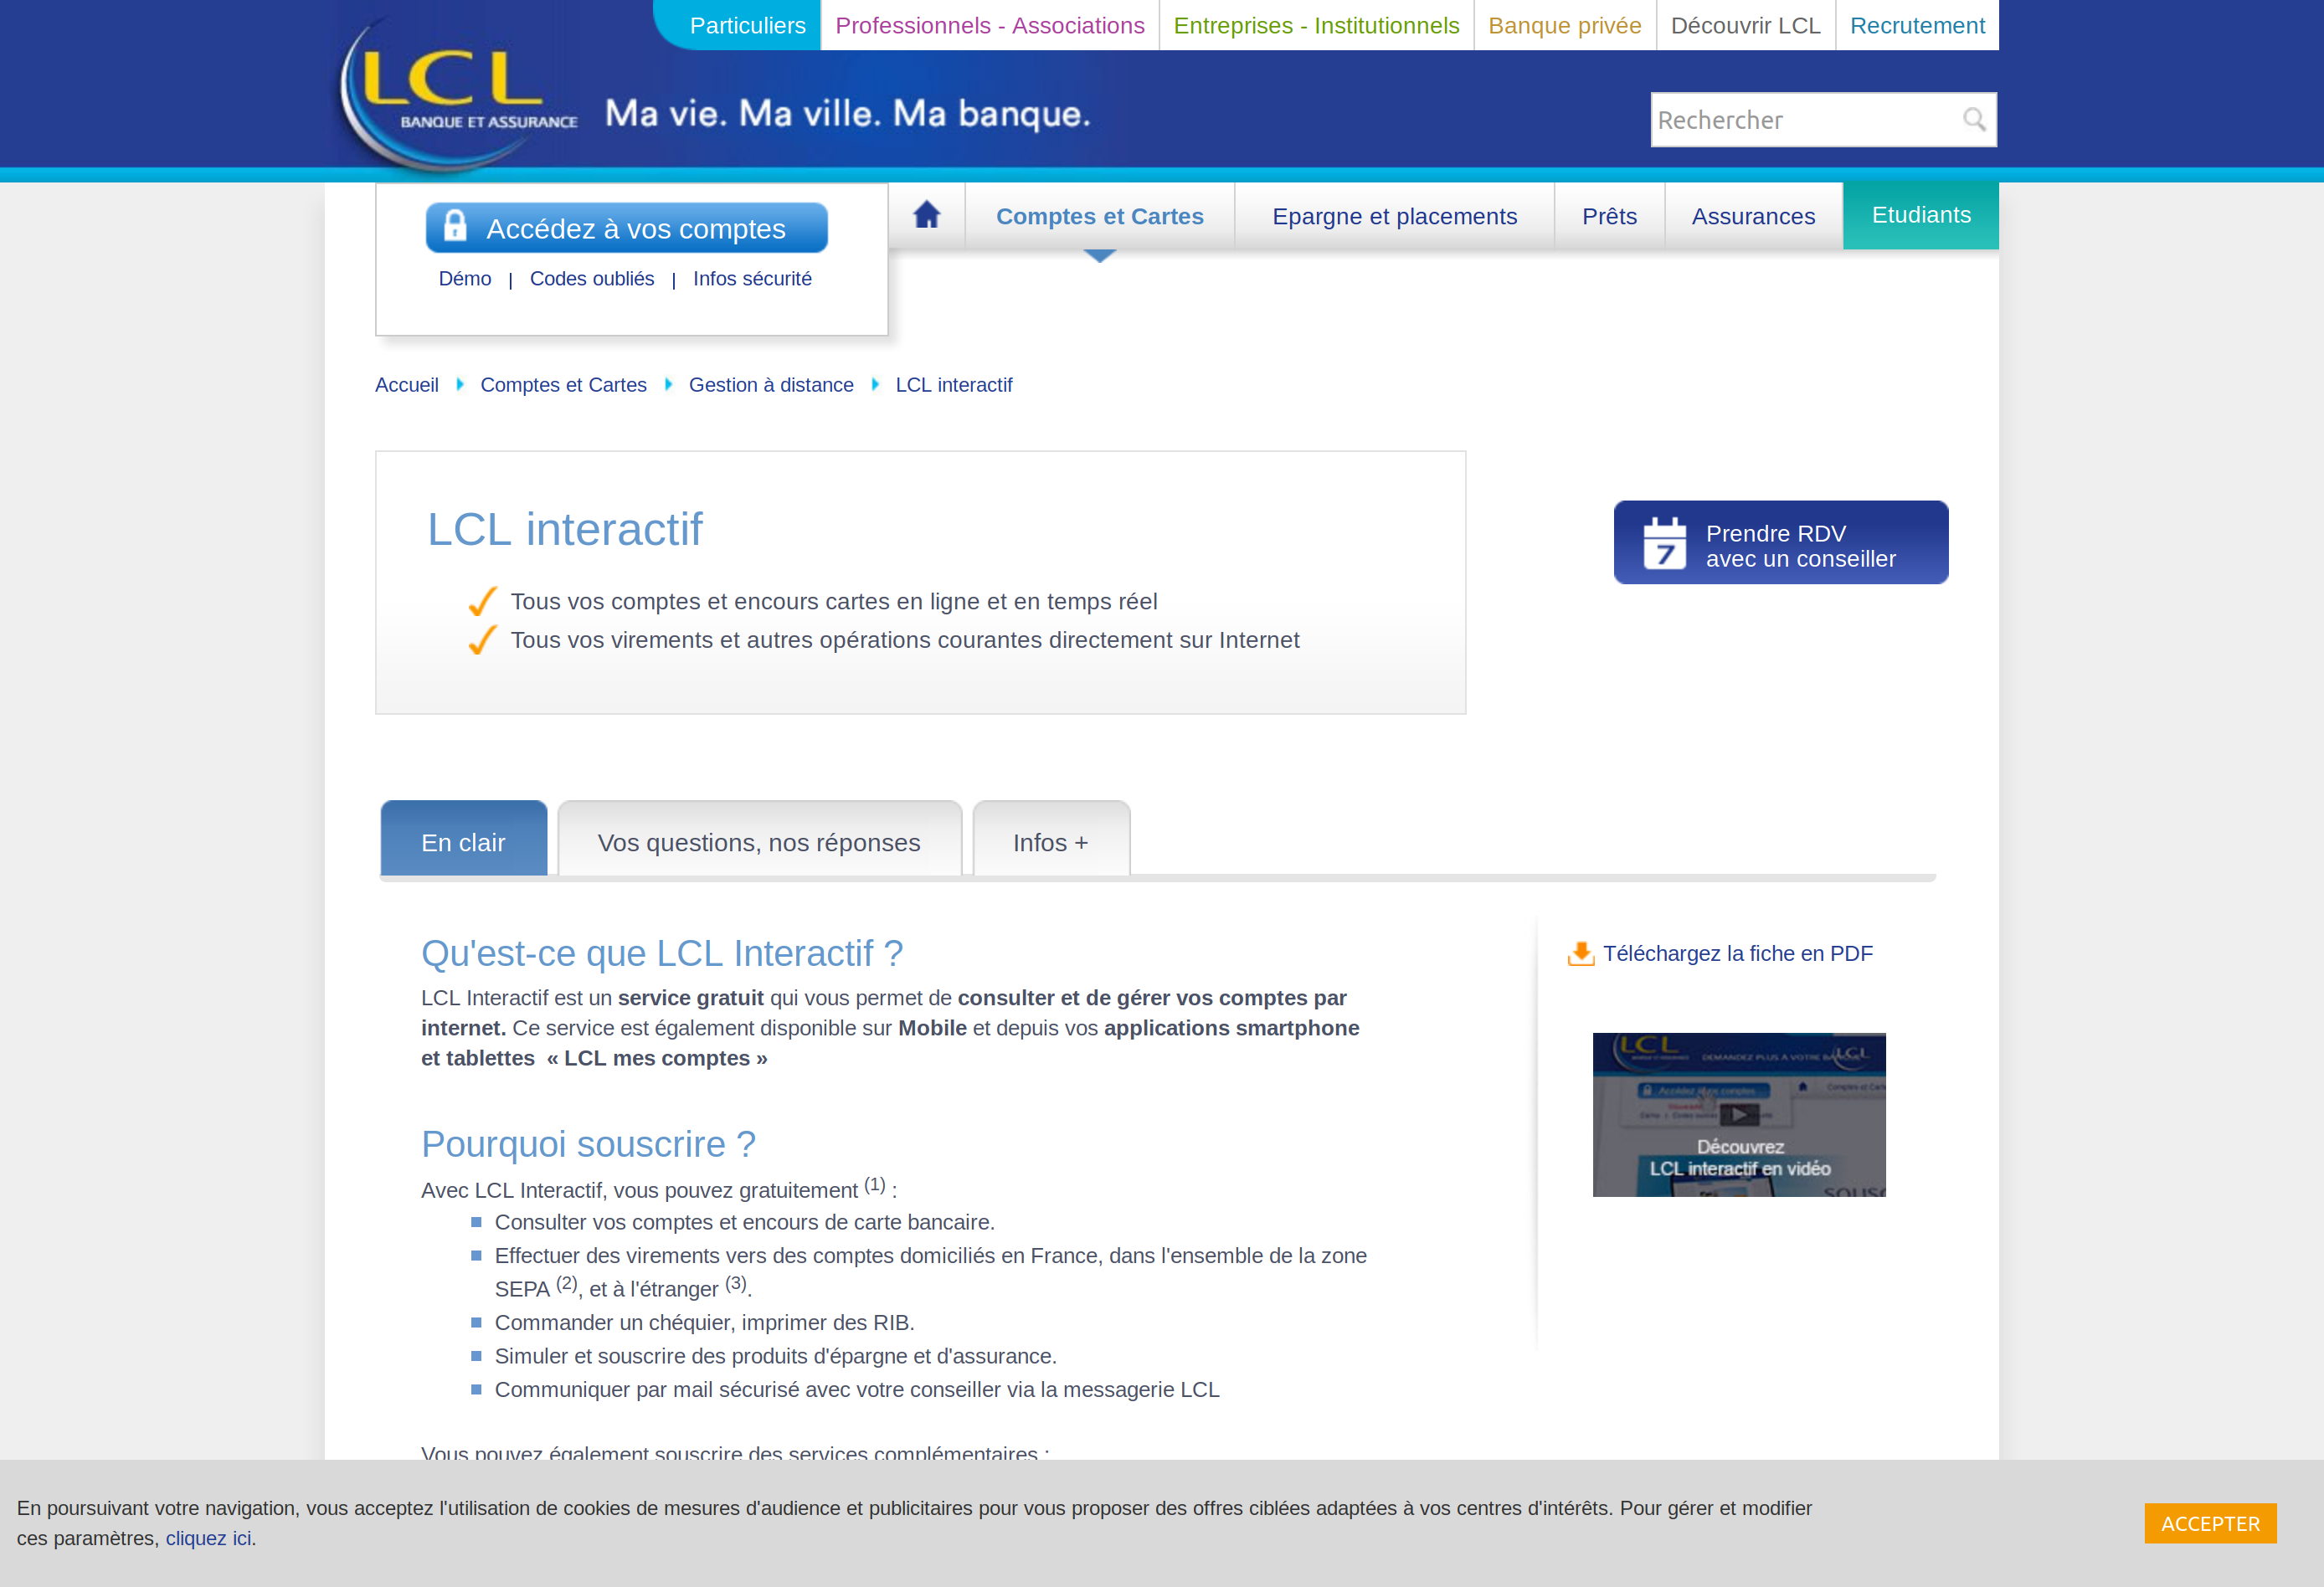 Particuliers Professionnels - Associations Entreprises - Institutionnels Banque privée Découvrir LCL Recrutement
LCL
BANQUE ET ASSURANCE
Ma vie. Ma ville. Ma banque.
Rechercher
Accédez à vos comptes
Démo | Codes oubliés | Infos sécurité
Comptes et Cartes Epargne et placements Prêts Assurances Etudiants
Accueil Comptes et Cartes Gestion à distance LCL interactif
LCL interactif
Tous vos comptes et encours cartes en ligne et en temps réel
Tous vos virements et autres opérations courantes directement sur Internet
7
Prendre RDV
avec un conseiller
En clair Vos questions, nos réponses Infos +
Qu'est-ce que LCL Interactif ?
LCL Interactif est un service gratuit qui vous permet de consulter et de gérer vos comptes par
internet. Ce service est également disponible sur Mobile et depuis vos applications smartphone
et tablettes « LCL mes comptes »
Pourquoi souscrire ?
Avec LCL Interactif, vous pouvez gratuitement (1) :
Consulter vos comptes et encours de carte bancaire.
Effectuer des virements vers des comptes domiciliés en France, dans l'ensemble de la zone
SEPA (2), et à l'étranger (3).
Commander un chéquier, imprimer des RIB.
Simuler et souscrire des produits d'épargne et d'assurance.
Communiquer par mail sécurisé avec votre conseiller via la messagerie LCL
Vous pouvez également souscrire des services complémentaires :
Téléchargez la fiche en PDF
LCL
DEMANDEZ PLUS À VOTRE
LCL
Accédez à vos comptes
Découvrez
LCL interactif en vidéo
En poursuivant votre navigation, vous acceptez l'utilisation de cookies de mesures d'audience et publicitaires pour vous proposer des offres ciblées adaptées à vos centres d'intérêts. Pour gérer et modifier
ces paramètres, cliquez ici.
ACCEPTER